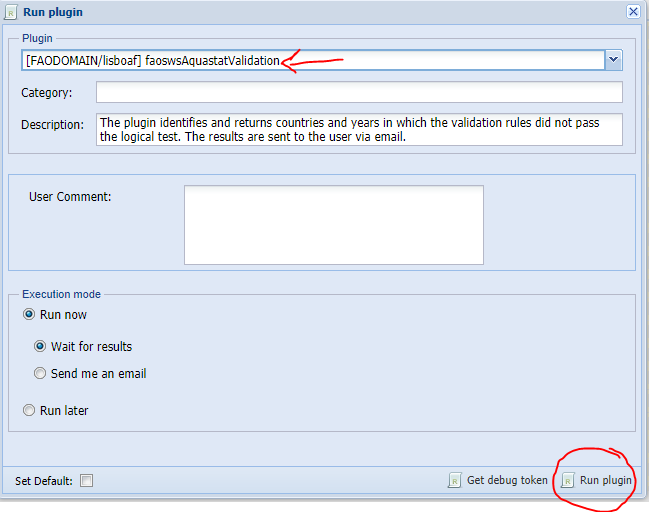 Run plugin
Plugin
[FAODOMAIN/lisboaf] faoswsAquastatValidation
Category:
Description:
The plugin identifies and returns countries and years in which the validation rules did not pass
the logical test. The results are sent to the user via email.
User Comment:
Execution mode
Run now
Wait for results
Send me an email
Run later
Set Default:
Get debug token
Run plugin